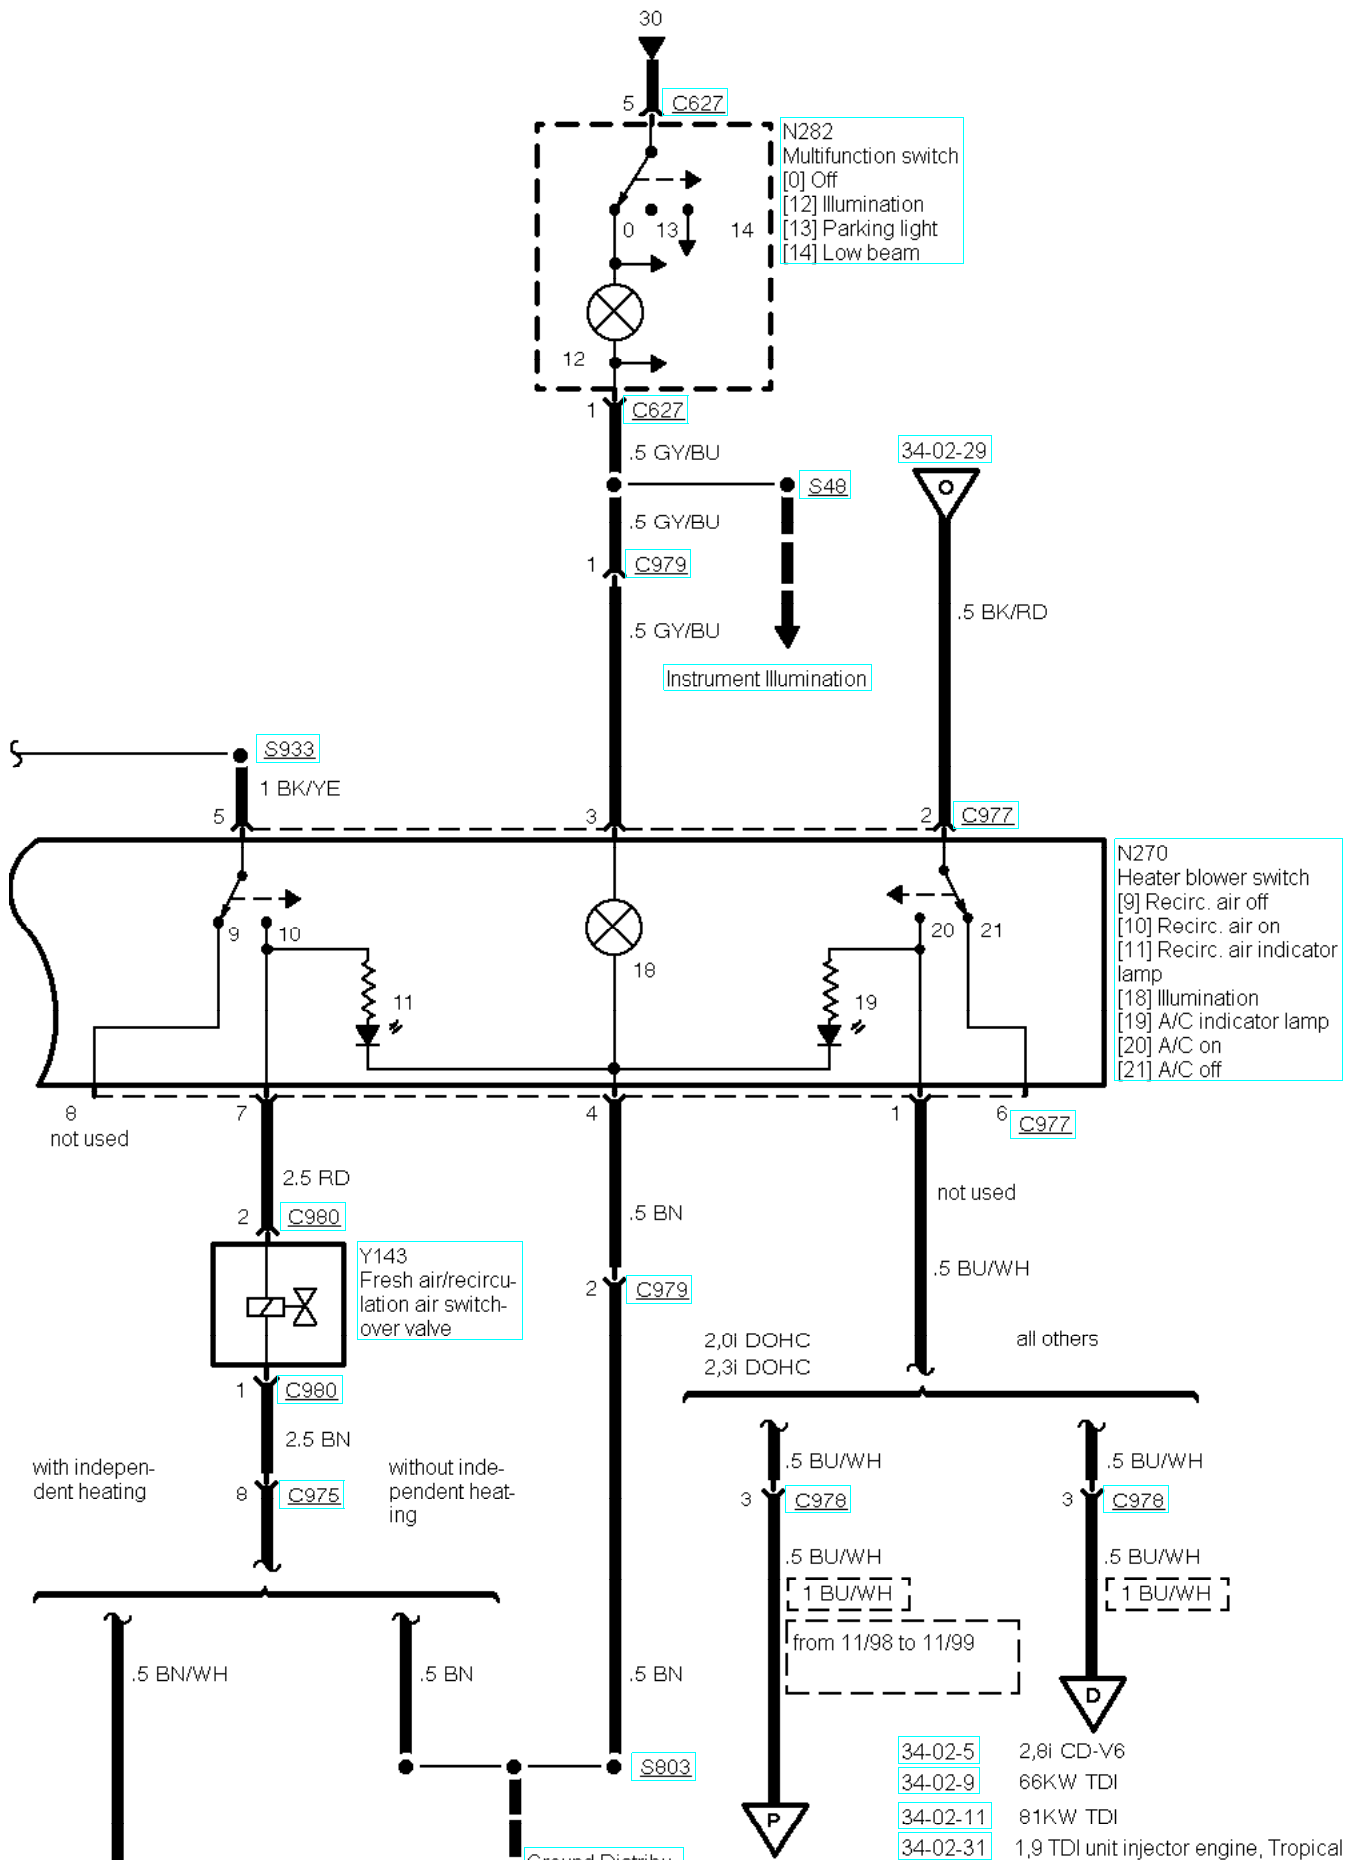 30
5 C627
N282
Multifunction switch
[0] Off
[12] Illumination
[13] Parking light
[14] Low beam
0 13 14
12
1 C627
.5 GY/BU
34-02-29
O
S48
.5 GY/BU
1 C979
.5 BK/RD
.5 GY/BU
Instrument Illumination
S933
1 BK/YE
5 3 2 C977
N270
Heater blower switch
[9] Recirc. air off
[10] Recirc. air on
[11] Recirc. air indicator
lamp
[18] Illumination
[19] A/C indicator lamp
[20] A/C on
[21] A/C off
9 10 20 21
18
11 19
8 7 4 1 6 C977
not used
2.5 RD
not used
2 C980
.5 BN
Y143
Fresh air/recircu-
lation air switch-
over valve
.5 BU/WH
2 C979
2,0i DOHC
2,3i DOHC
all others
1 C980
2.5 BN
with indepen-
dent heating
without inde-
pendent heat-
ing
8 C975
.5 BU/WH .5 BU/WH
3 C978 3 C978
.5 BU/WH .5 BU/WH
1 BU/WH 1 BU/WH
from 11/98 to 11/99
.5 BN/WH .5 BN .5 BN
D
S803
34-02-5 2,8i CD-V6
34-02-9 66KW TDI
34-02-11 81KW TDI
P
34-02-31 1,9 TDI unit injector engine, Tropical
Ground Distribu-